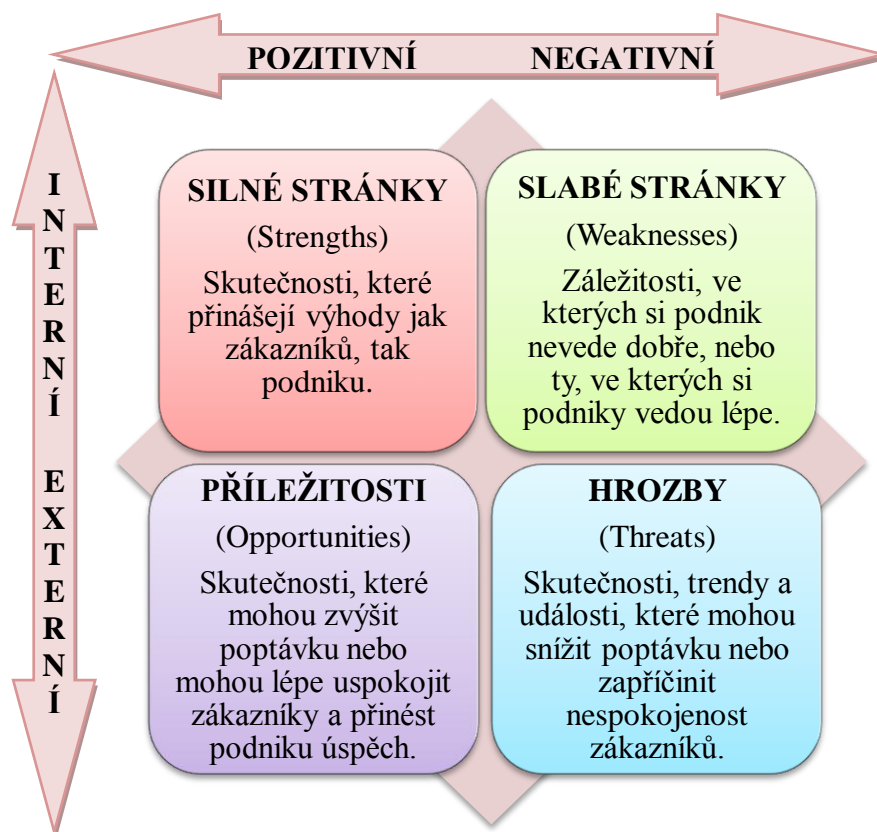 POZITIVNÍ NEGATIVNÍ
INTERNÍ EXTERNÍ
SILNÉ STRÁNKY
(Strengths)
Skutečnosti, které
přinášejí výhody jak
zákazníků, tak
podniku.
SLABÉ STRÁNKY
(Weaknesses)
Záležitosti, ve
kterých si podnik
nevede dobře, nebo
ty, ve kterých si
podniky vedou lépe.
PŘÍLEŽITOSTI
(Opportunities)
Skutečnosti, které
mohou zvýšit
poptávku nebo
mohou lépe uspokojit
zákazníky a přinést
podniku úspěch.
HROZBY
(Threats)
Skutečnosti, trendy a
události, které mohou
snížit poptávku nebo
zapříčinit
nespokojenost
zákazníků.